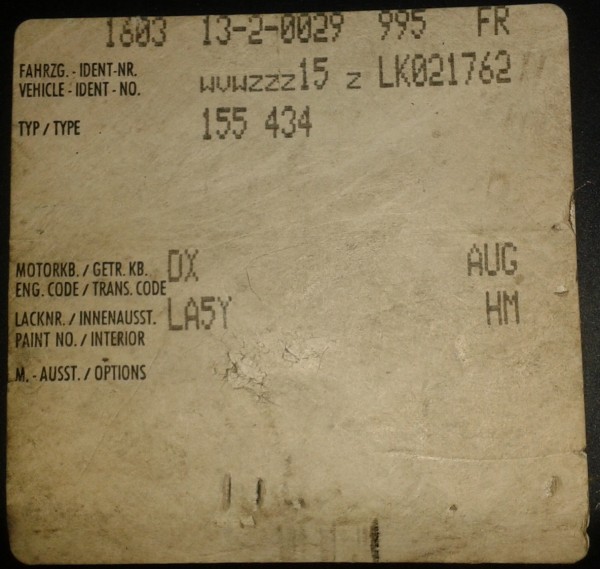 1603 13-2-0029 995 FR
FAHRZG. - IDENT-NR. wvwzzz15 z LK021762
VEHICLE - IDENT - NO.
TYP / TYPE 155 434
MOTORKB. / GETR. KB. DX AUG
ENG. CODE / TRANS. CODE
LACKNR. / INNENAUSST. LA5Y HM
PAINT NO. / INTERIOR
M. - AUSST. / OPTIONS